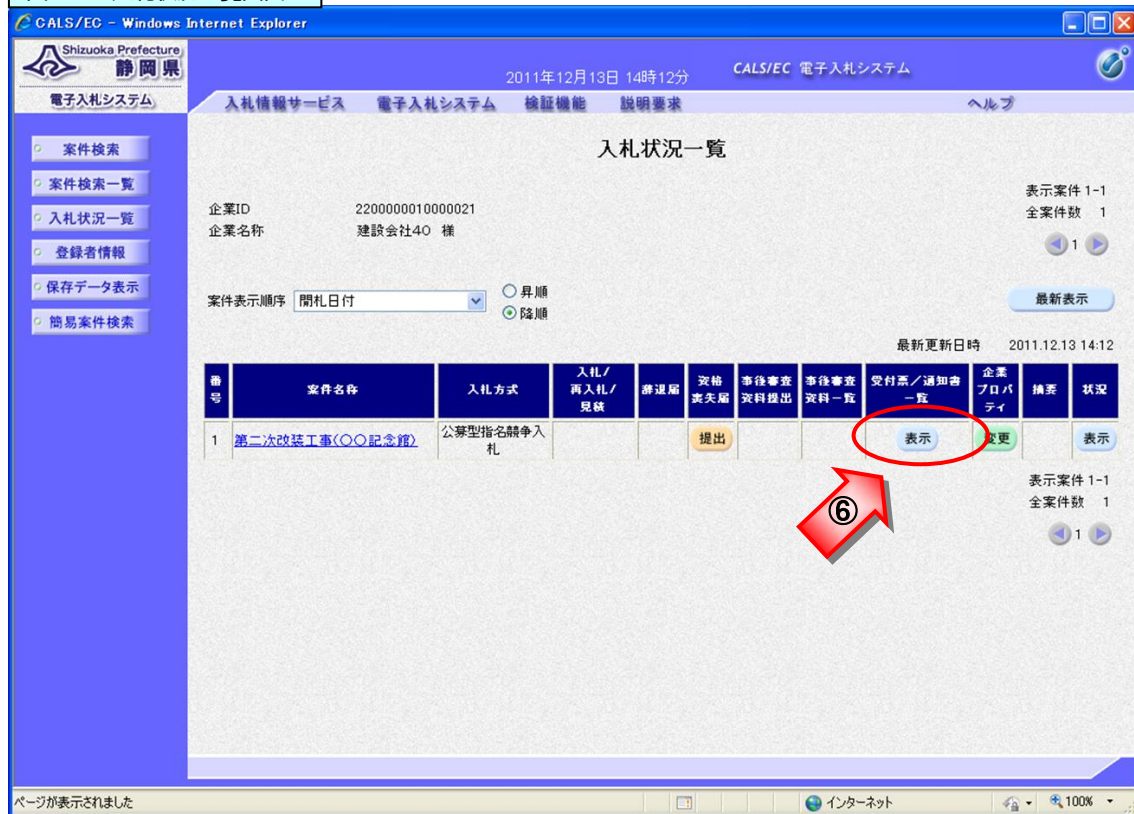 CALS/EC - Windows Internet Explorer
Shizuoka Prefecture
静岡県
2011年12月13日 14時12分
CALS/EC 電子入札システム
電子入札システム
入札情報サービス 電子入札システム 検証機能 説明要求 ヘルプ
案件検索
案件検索一覧
入札状況一覧
登録者情報
保存データ表示
簡易案件検索
入札状況一覧
表示案件 1-1
全案件数 1
1
企業ID 2200000010000021
企業名称 建設会社40 様
案件表示順序 開札日付
昇順
降順
最新表示
最新更新日時 2011.12.13 14:12
番号 案件名称 入札方式 入札/再入札/見積 辞退届 資格喪失届 事後審査資料提出 事後審査資料一覧 受付票/通知書一覧 企業プロパティ 摘要 状況
1 第二次改装工事(〇〇記念館) 公募型指名競争入札 提出 表示 変更 表示
⑥
表示案件 1-1
全案件数 1
1
ページが表示されました インターネット 100%